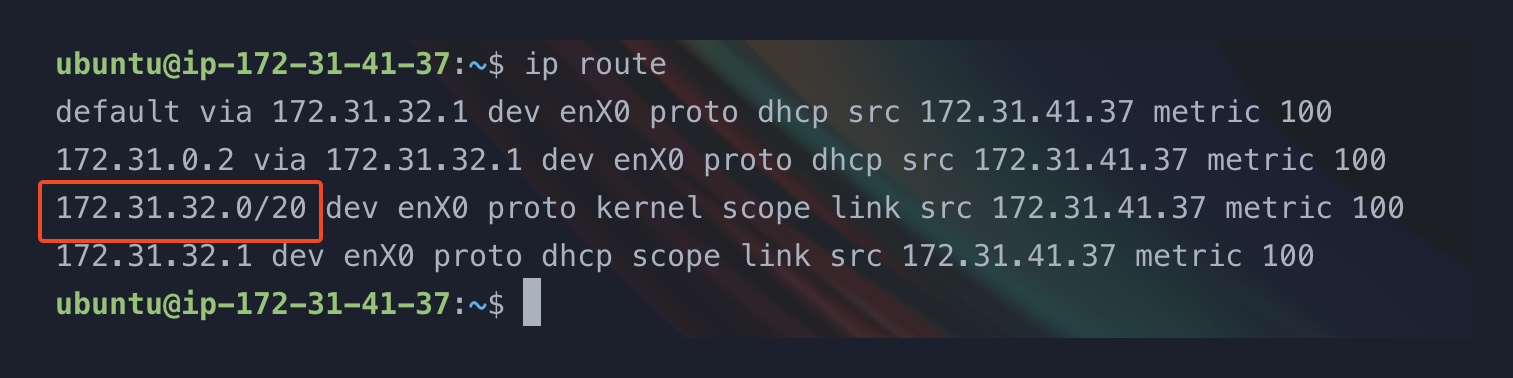 ubuntu@ip-172-31-41-37:~$ ip route
default via 172.31.32.1 dev enX0 proto dhcp src 172.31.41.37 metric 100
172.31.0.2 via 172.31.32.1 dev enX0 proto dhcp src 172.31.41.37 metric 100
172.31.32.0/20 dev enX0 proto kernel scope link src 172.31.41.37 metric 100
172.31.32.1 dev enX0 proto dhcp scope link src 172.31.41.37 metric 100
ubuntu@ip-172-31-41-37:~$